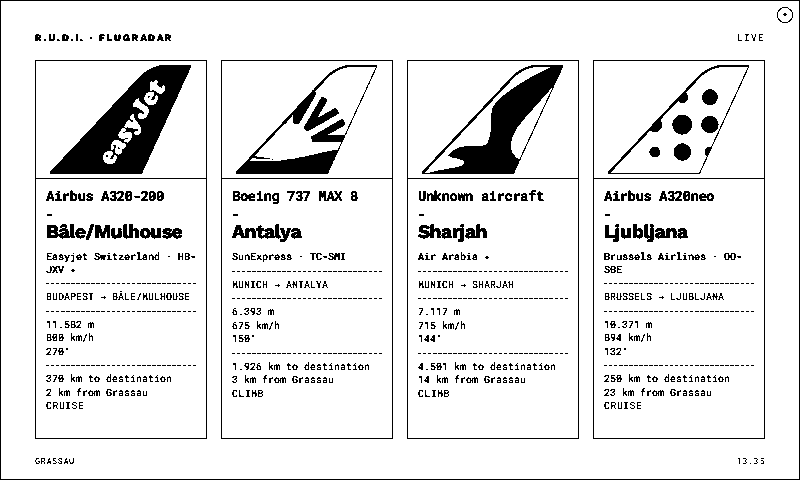 R.U.D.I. · FLUGRADAR
LIVE
easyJet
Airbus A320-200
-
Bâle/Mulhouse
Easyjet Switzerland · HB-
JXV ✦
BUDAPEST → BÂLE/MULHOUSE
11.582 m
800 km/h
270°
370 km to destination
2 km from Grassau
CRUISE
Boeing 737 MAX 8
-
Antalya
SunExpress · TC-SMI
MUNICH → ANTALYA
6.393 m
675 km/h
150°
1.926 km to destination
3 km from Grassau
CLIMB
Unknown aircraft
-
Sharjah
Air Arabia ✦
MUNICH → SHARJAH
7.117 m
715 km/h
144°
4.501 km to destination
14 km from Grassau
CLIMB
Airbus A320neo
-
Ljubljana
Brussels Airlines · OO-
SBE
BRUSSELS → LJUBLJANA
10.371 m
894 km/h
132°
250 km to destination
23 km from Grassau
CRUISE
GRASSAU
13.35